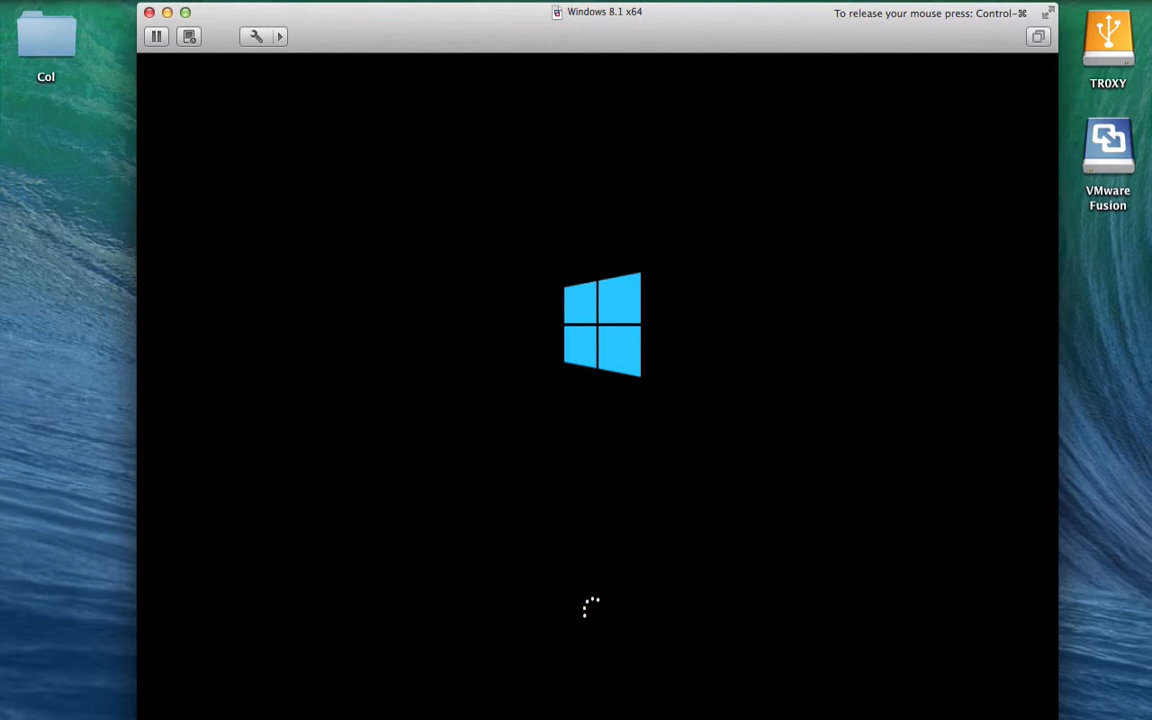 Windows 8.1 x64
To release your mouse press: Control-⌘
Col
TR0XY
VMware
Fusion